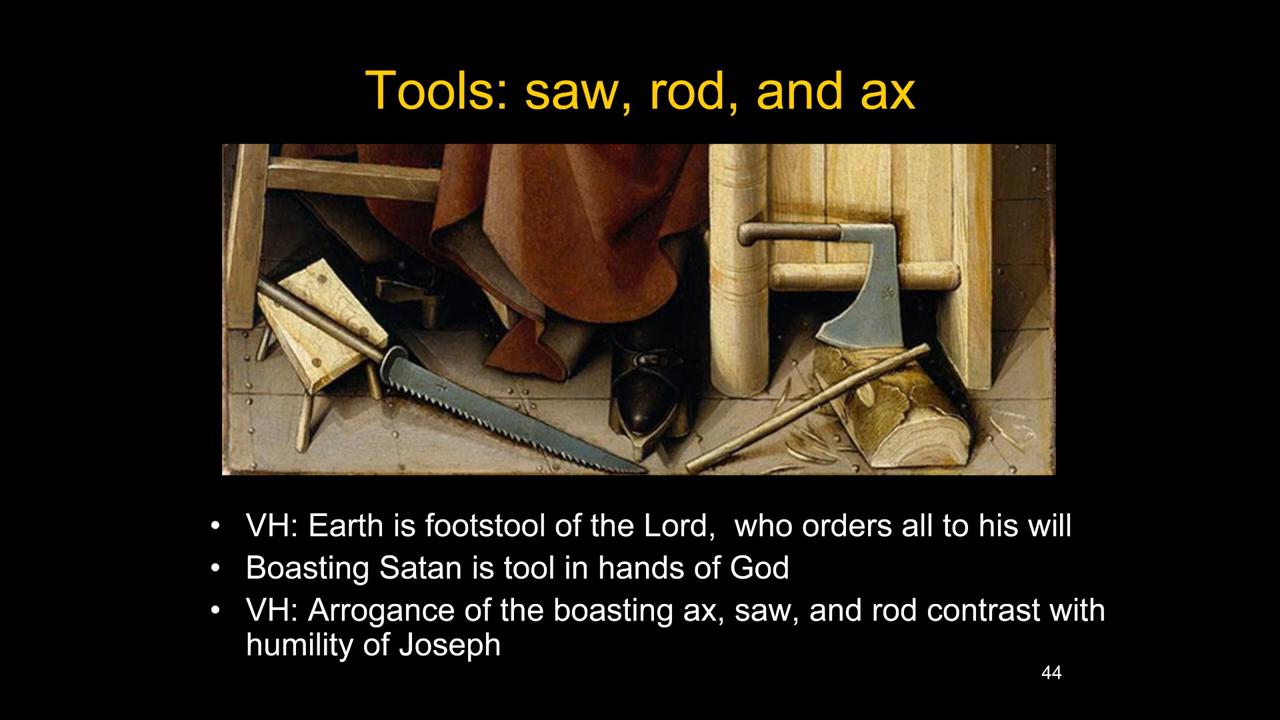 Tools: saw, rod, and ax
• VH: Earth is footstool of the Lord,  who orders all to his will
• Boasting Satan is tool in hands of God
• VH: Arrogance of the boasting ax, saw, and rod contrast with
humility of Joseph
44